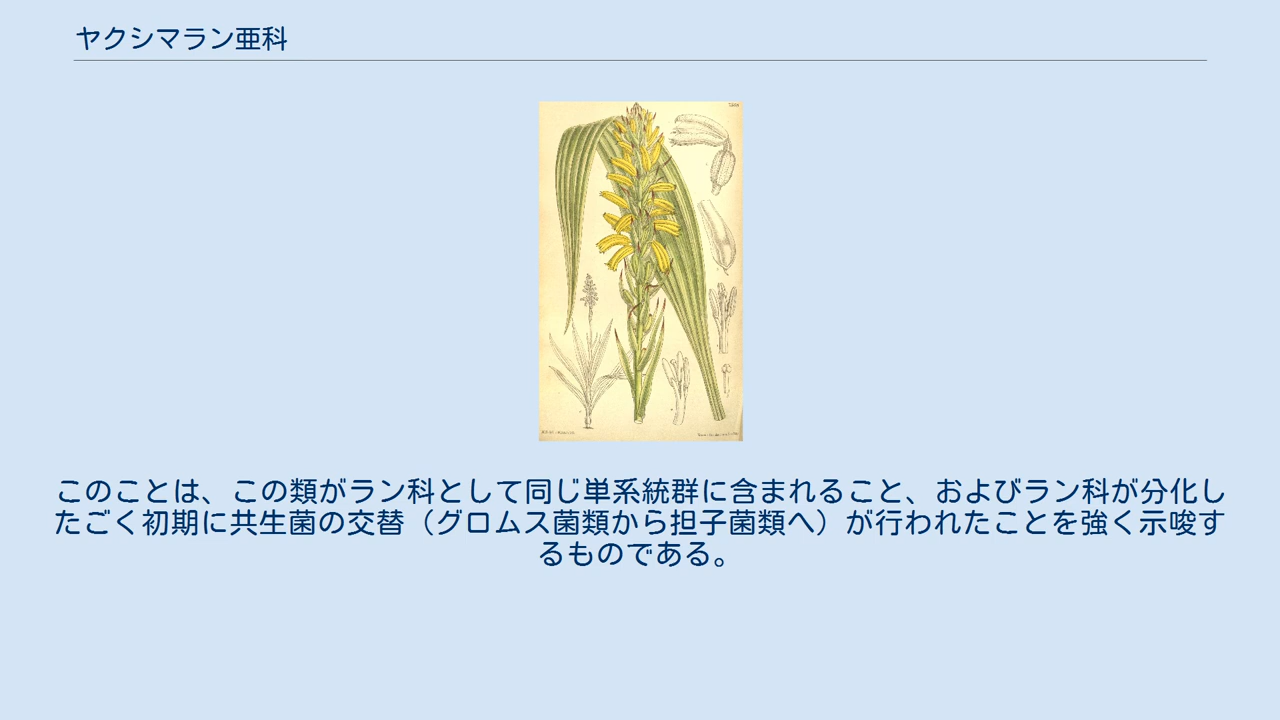 ヤクシマラン亜科
このことは、この類がラン科として同じ単系統群に含まれること、およびラン科が分化し
たごく初期に共生菌の交替（グロムス菌類から担子菌類へ）が行われたことを強く示唆す
るものである。